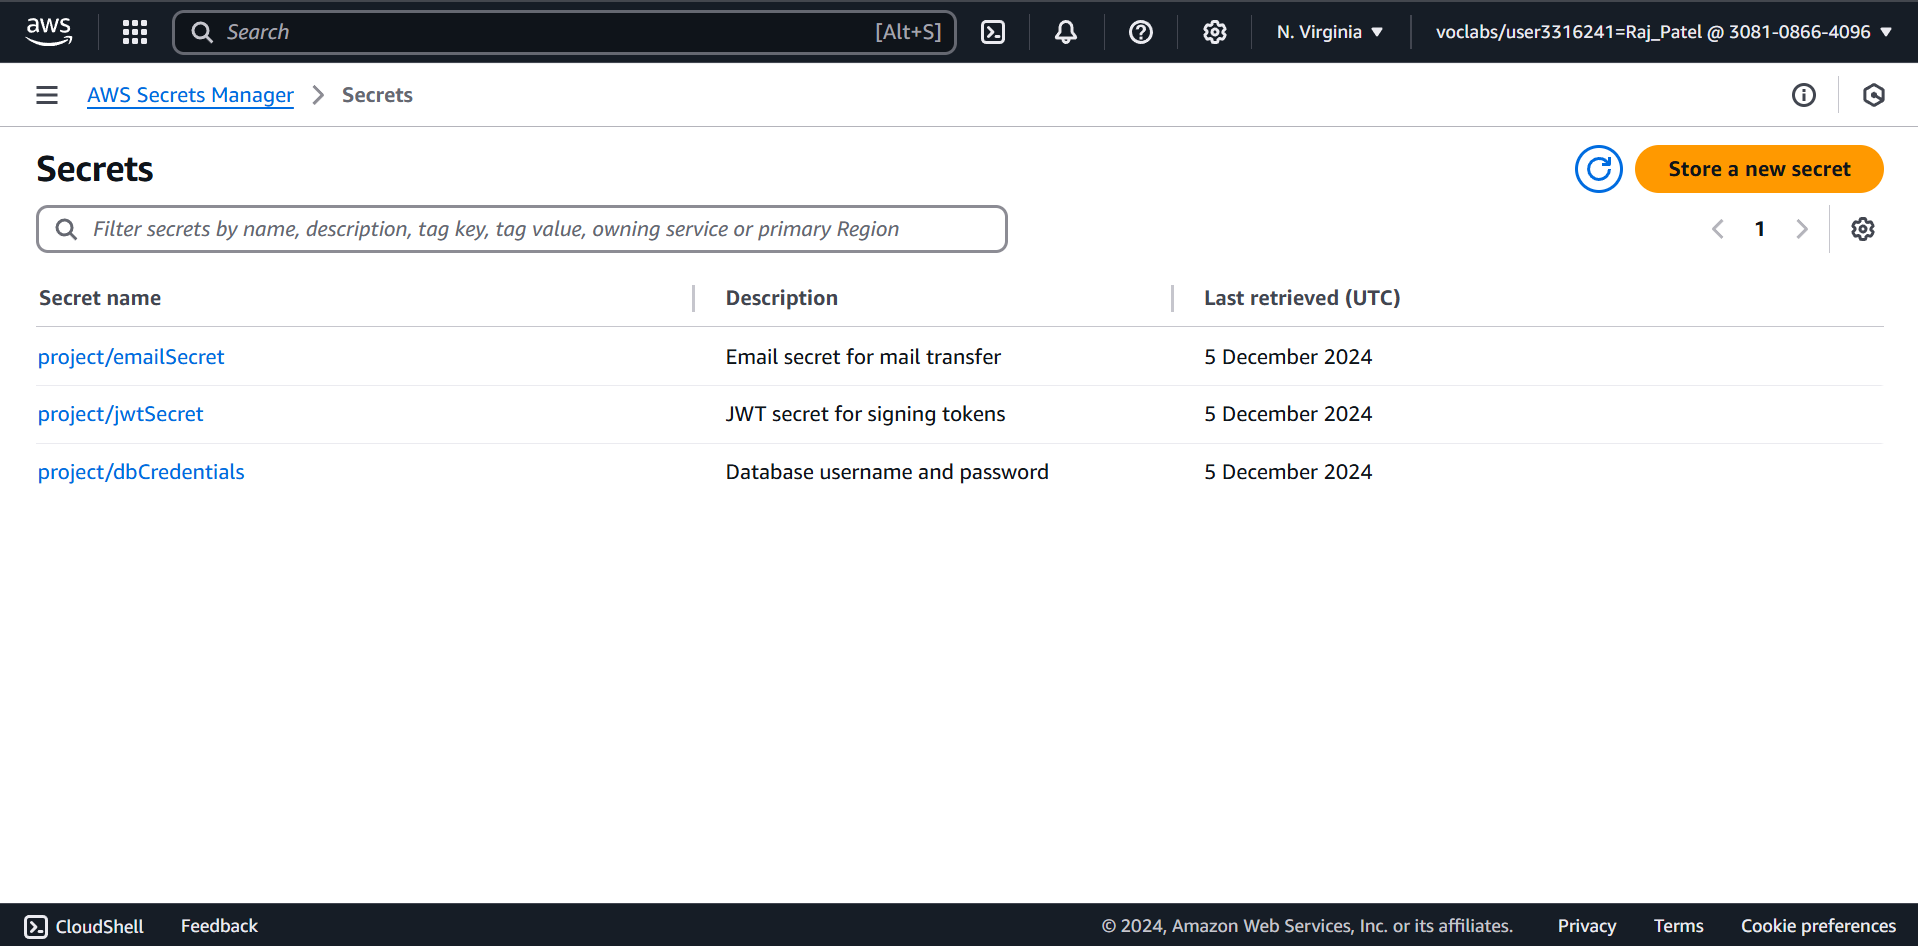 aws
Search [Alt+S] N. Virginia voclabs/user3316241=Raj_Patel @ 3081-0866-4096
AWS Secrets Manager Secrets
Secrets
Store a new secret
Filter secrets by name, description, tag key, tag value, owning service or primary Region
1
Secret name Description Last retrieved (UTC)
project/emailSecret Email secret for mail transfer 5 December 2024
project/jwtSecret JWT secret for signing tokens 5 December 2024
project/dbCredentials Database username and password 5 December 2024
CloudShell Feedback © 2024, Amazon Web Services, Inc. or its affiliates. Privacy Terms Cookie preferences